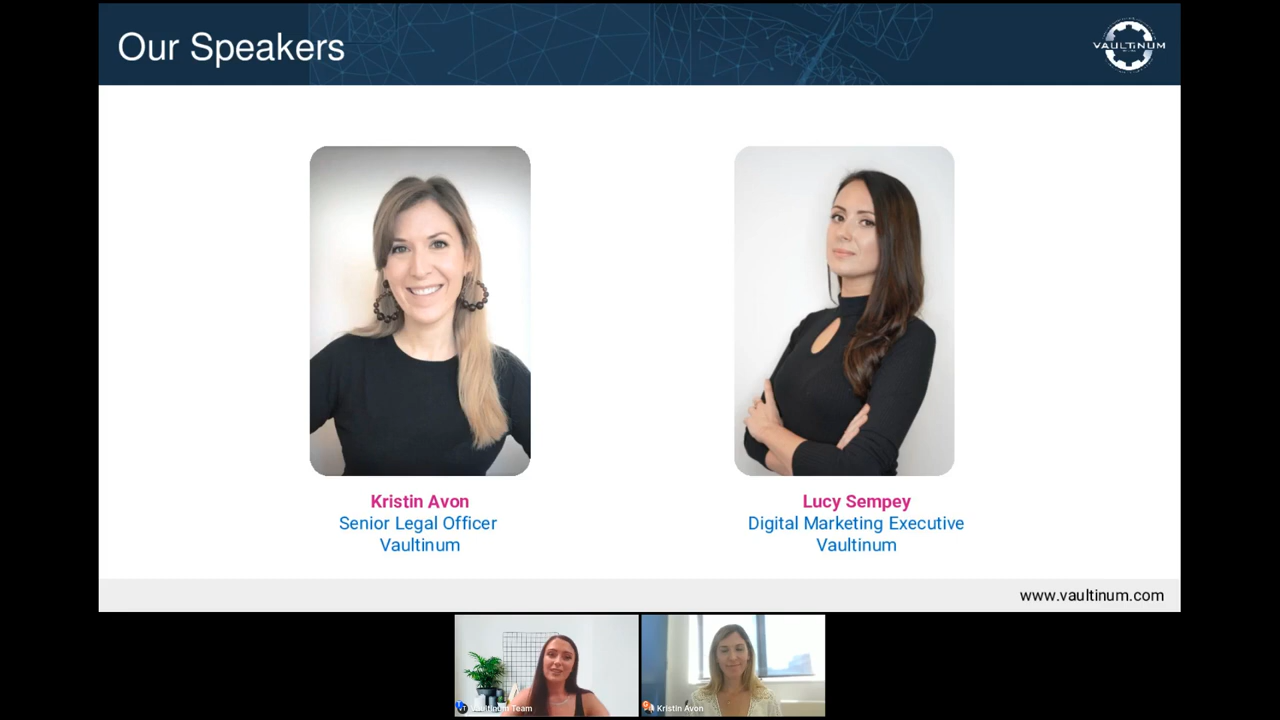 Our Speakers
VAULTINUM
Kristin Avon
Senior Legal Officer
Vaultinum
Lucy Sempey
Digital Marketing Executive
Vaultinum
www.vaultinum.com
Vaultinum Team
Kristin Avon